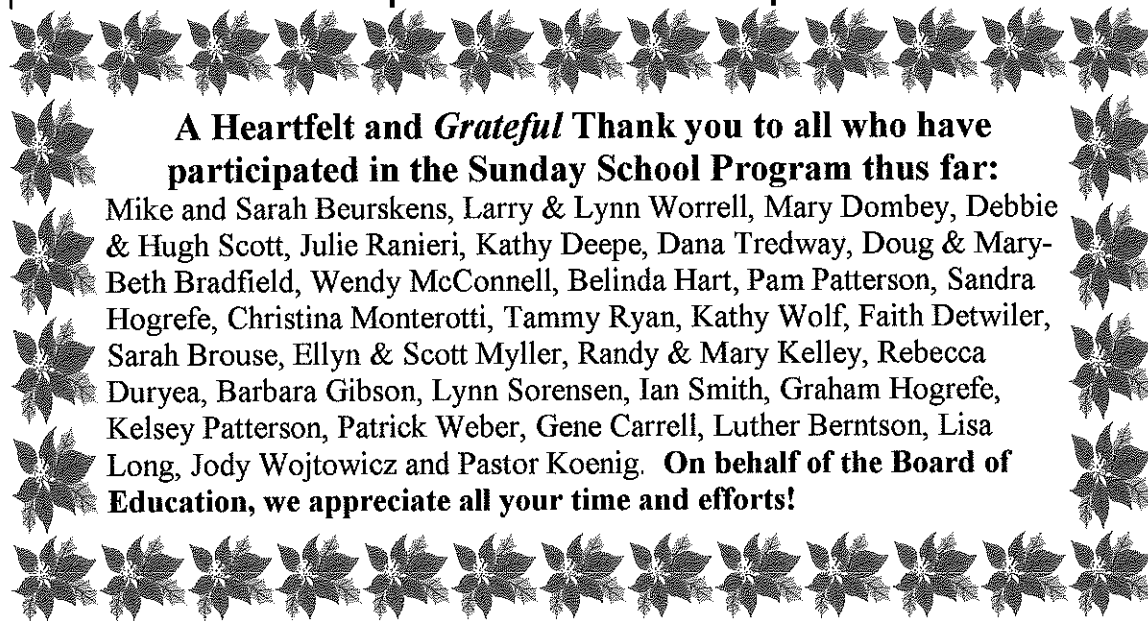 A Heartfelt and Grateful Thank you to all who have
participated in the Sunday School Program thus far:
Mike and Sarah Beurskens, Larry & Lynn Worrell, Mary Dombey, Debbie
& Hugh Scott, Julie Ranieri, Kathy Deepe, Dana Tredway, Doug & Mary-
Beth Bradfield, Wendy McConnell, Belinda Hart, Pam Patterson, Sandra
Hogrefe, Christina Monterotti, Tammy Ryan, Kathy Wolf, Faith Detwiler,
Sarah Brouse, Ellyn & Scott Myller, Randy & Mary Kelley, Rebecca
Duryea, Barbara Gibson, Lynn Sorensen, Ian Smith, Graham Hogrefe,
Kelsey Patterson, Patrick Weber, Gene Carrell, Luther Berntson, Lisa
Long, Jody Wojtowicz and Pastor Koenig. On behalf of the Board of
Education, we appreciate all your time and efforts!